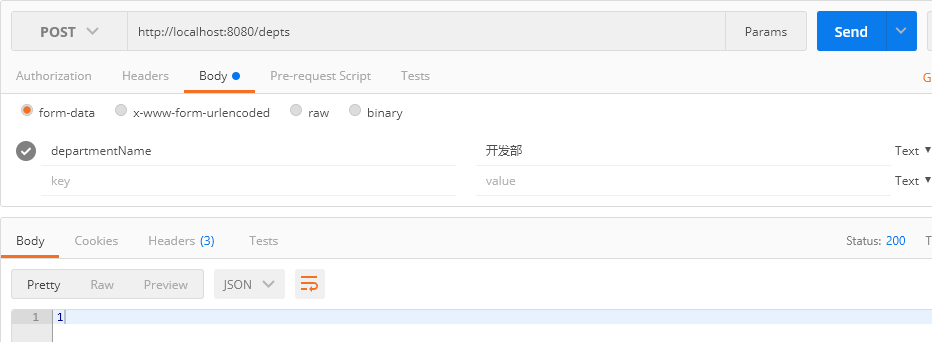 POST http://localhost:8080/depts Params Send
Authorization Headers Body Pre-request Script Tests G
form-data x-www-form-urlencoded raw binary
departmentName 开发部 Text
key value Text
Body Cookies Headers (3) Tests Status: 200 T
Pretty Raw Preview JSON
1 1